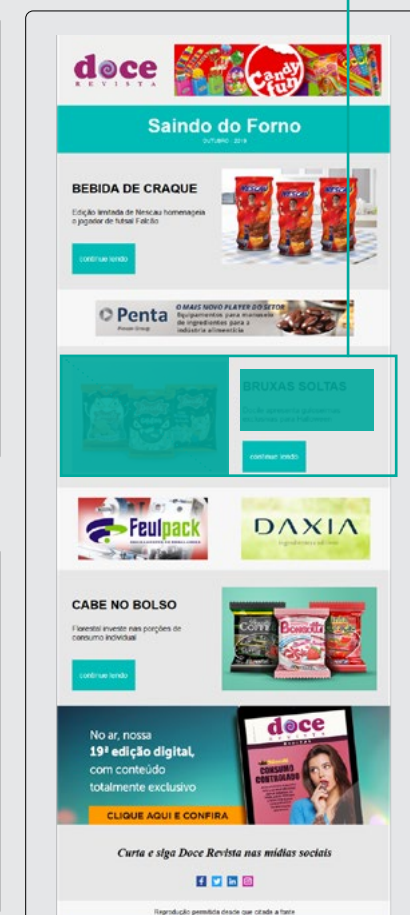 doce
REVISTA
Candy
fun
Saindo do Forno
OUTUBRO - 2019
BEBIDA DE CRAQUE
Edição limitada de Nescau homenageia
o jogador de futsal Falcão
continue lendo
NESCAU
Penta
O MAIS NOVO PLAYER DO SETOR
Equipamentos para manuseio
de ingredientes para a
indústria alimentícia
BRUXAS SOLTAS
continue lendo
Feulpack
DAXIA
CABE NO BOLSO
Florestal investe nas porções de
consumo individual
continue lendo
No ar, nossa
19ª edição digital,
com conteúdo
totalmente exclusivo
CLIQUE AQUI E CONFIRA
doce
REVISTA
CONSUMO
CONTROLADO
Curta e siga Doce Revista nas mídias sociais
Reprodução permitida desde que citada a fonte